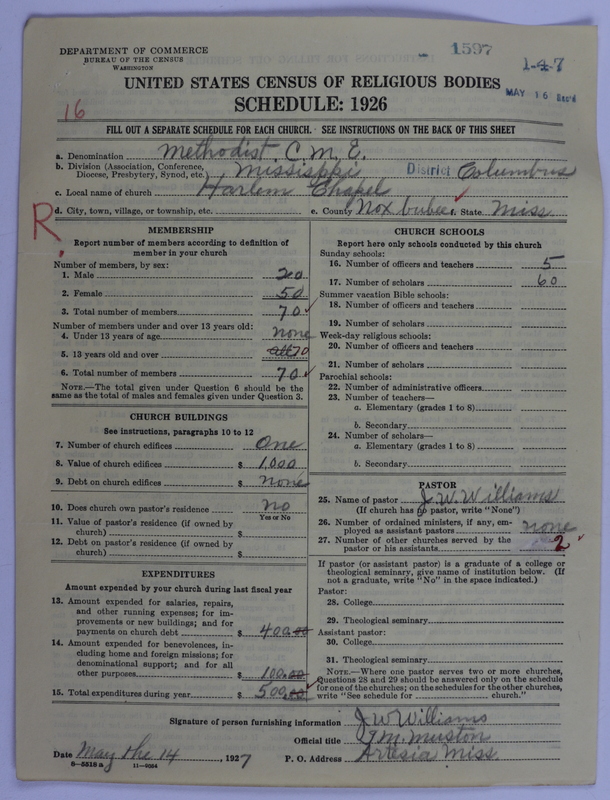 DEPARTMENT OF COMMERCE
BUREAU OF THE CENSUS
WASHINGTON
1597
1-4-7
MAY 16 Rec'd
UNITED STATES CENSUS OF RELIGIOUS BODIES
SCHEDULE: 1926
16
FILL OUT A SEPARATE SCHEDULE FOR EACH CHURCH. SEE INSTRUCTIONS ON THE BACK OF THIS SHEET
a. Denomination Methodist. C M E.
b. Division (Association, Conference, Diocese, Presbytery, Synod, etc.) Mississppi District Columbus
c. Local name of church Harlem Chapel
d. City, town, village, or township, etc. e. County Noxbubee f. State Miss.
R
MEMBERSHIP
Report number of members according to definition of member in your church
Number of members, by sex:
1. Male 20
2. Female 50
3. Total number of members 70
Number of members under and over 13 years old:
4. Under 13 years of age none
5. 13 years old and over all 70
6. Total number of members 70
NOTE.—The total given under Question 6 should be the same as the total of males and females given under Question 3.
CHURCH BUILDINGS
See instructions, paragraphs 10 to 12
7. Number of church edifices One
8. Value of church edifices $ 1,000
9. Debt on church edifices $ none
10. Does church own pastor's residence no
Yes or No
11. Value of pastor's residence (if owned by church) $
12. Debt on pastor's residence (if owned by church) $
EXPENDITURES
Amount expended by your church during last fiscal year
13. Amount expended for salaries, repairs, and other running expenses; for improvements or new buildings; and for payments on church debt $ 400.00
14. Amount expended for benevolences, including home and foreign missions; for denominational support; and for all other purposes $ 100.00
15. Total expenditures during year $ 500.00
CHURCH SCHOOLS
Report here only schools conducted by this church
Sunday schools:
16. Number of officers and teachers 5
17. Number of scholars 60
Summer vacation Bible schools:
18. Number of officers and teachers
19. Number of scholars
Week-day religious schools:
20. Number of officers and teachers
21. Number of scholars
Parochial schools:
22. Number of administrative officers
23. Number of teachers—
a. Elementary (grades 1 to 8)
b. Secondary
24. Number of scholars—
a. Elementary (grades 1 to 8)
b. Secondary
PASTOR
25. Name of pastor J. W. Williams
(If church has no pastor, write "None")
26. Number of ordained ministers, if any, employed as assistant pastors none
27. Number of other churches served by the pastor or his assistants 2
If pastor (or assistant pastor) is a graduate of a college or theological seminary, give name of institution below. (If not a graduate, write "No" in the space indicated.)
Pastor:
28. College
29. Theological seminary
Assistant pastor:
30. College
31. Theological seminary
NOTE.—Where one pastor serves two or more churches, Questions 28 and 29 should be answered only on the schedule for one of the churches; on the schedules for the other churches, write "See schedule for church."
Signature of person furnishing information J W Williams
Official title
Date May the 14, 1927 P. O. Address Artesia Miss.
8-5518 a 11-9554